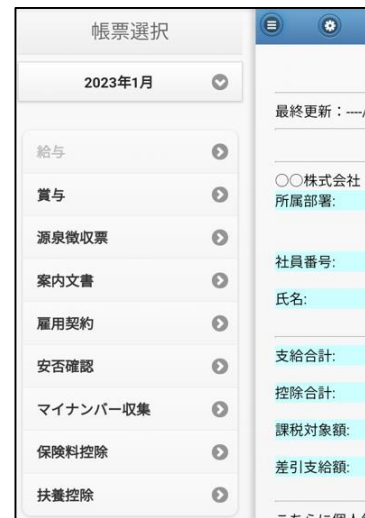 帳票選択
2023年1月
給与
賞与
源泉徴収票
案内文書
雇用契約
安否確認
マイナンバー収集
保険料控除
扶養控除
最終更新：----/
〇〇株式会社
所属部署:
社員番号:
氏名:
支給合計:
控除合計:
課税対象額:
差引支給額: